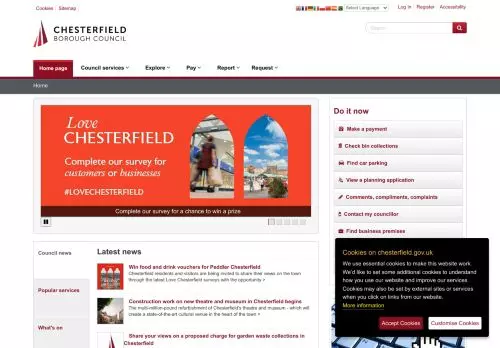 Cookies | Sitemap
Select Language
Log In Register Accessibility
CHESTERFIELD
BOROUGH COUNCIL
Search
Home page Council services Explore Pay Report Request
Home
Love
CHESTERFIELD
Complete our survey for
customers or businesses
#LOVECHESTERFIELD
Complete our survey for a chance to win a prize
Do it now
Make a payment
Check bin collections
Find car parking
View a planning application
Comments, compliments, complaints
Contact my councillor
Find business premises
Council news
Popular services
What's on
Latest news
Win food and drink vouchers for Peddler Chesterfield
Chesterfield residents and visitors are being invited to share their views on the town
through the latest Love Chesterfield surveys with the opportunity >
Construction work on new theatre and museum in Chesterfield begins
The multi-million-pound refurbishment of Chesterfield's theatre and museum - which will
create a state-of-the-art cultural venue in the heart of the town >
Share your views on a proposed charge for garden waste collections in
Chesterfield
Cookies on chesterfield.gov.uk
We use essential cookies to make this website work.
We'd like to set some additional cookies to understand
how you use our website and improve our services.
Cookies may also be set by external sites or services
when you click on links from our website.
More information
Accept Cookies Customise Cookies